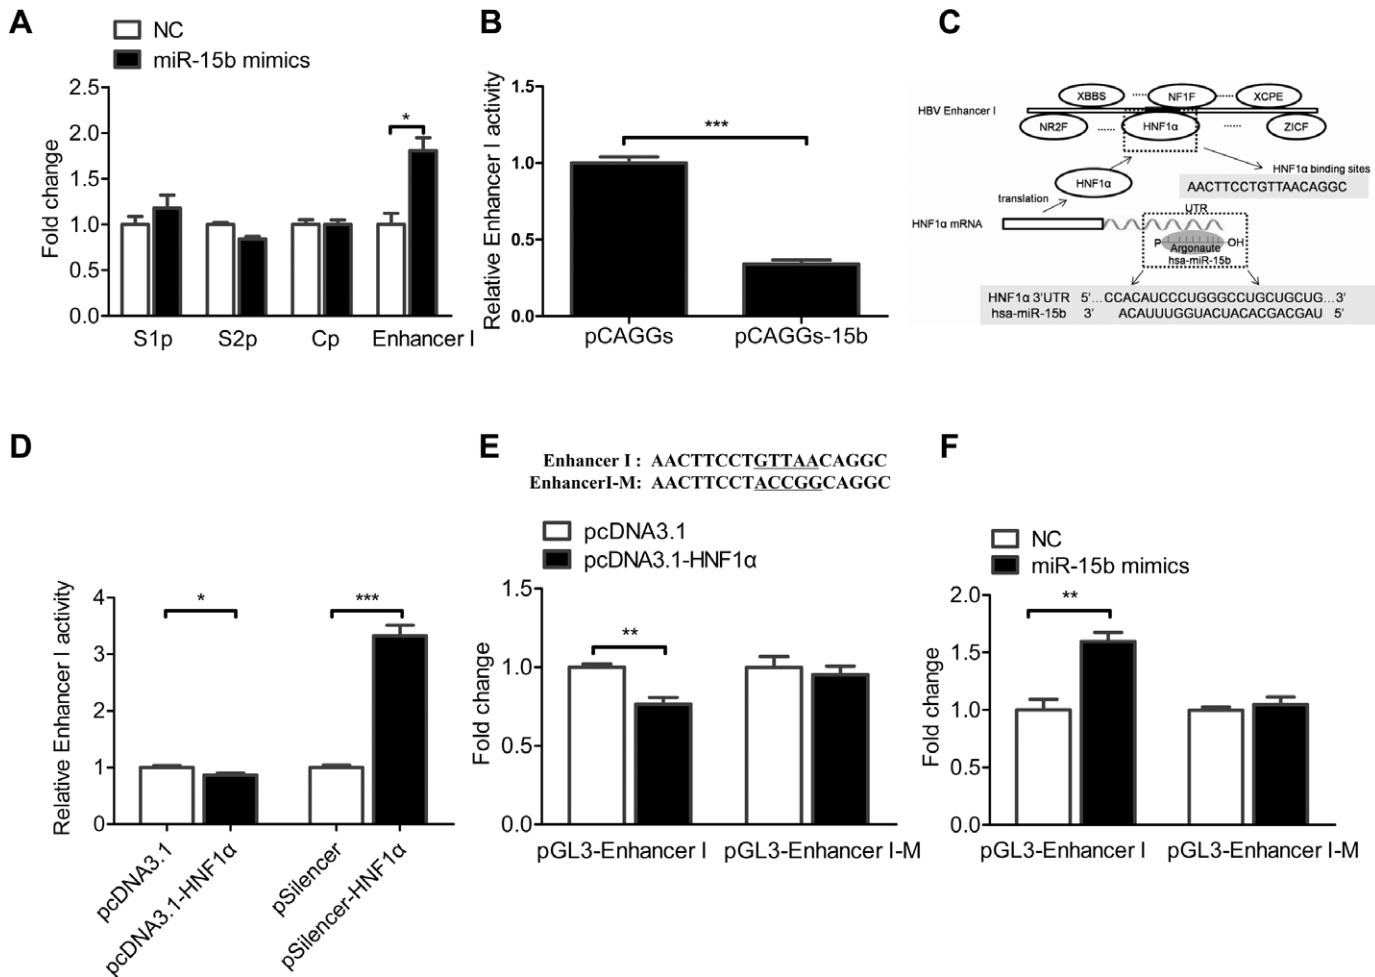 A
NC
miR-15b mimics
Fold change
2.5
2.0
1.5
1.0
0.5
0.0
*
S1p
S2p
Cp
Enhancer I
B
Relative Enhancer I activity
1.5
1.0
0.5
0.0
***
pCAGGs
pCAGGs-15b
C
XBBS
NF1F
XCPE
HBV Enhancer I
NR2F
HNF1α
ZICF
HNF1α binding sites
AACTTCCTGTTAACAGGC
HNF1α
translation
UTR
HNF1α mRNA
P
Argonaute
OH
hsa-miR-15b
HNF1α 3'UTR 5'...CCACAUCCCUGGGCCUGCUGCUG...3'
hsa-miR-15b 3' ACAUUUGGUACUACACGACGAU 5'
D
Relative Enhancer I activity
4
3
2
1
0
*
***
pcDNA3.1
pcDNA3.1-HNF1α
pSilencer
pSilencer-HNF1α
E
Enhancer I : AACTTCCTGTTAACAGGC
EnhancerI-M: AACTTCCTACCGGCAGGC
pcDNA3.1
pcDNA3.1-HNF1α
Fold change
1.5
1.0
0.5
0.0
**
pGL3-Enhancer I
pGL3-Enhancer I-M
F
NC
miR-15b mimics
Fold change
2.0
1.5
1.0
0.5
0.0
**
pGL3-Enhancer I
pGL3-Enhancer I-M